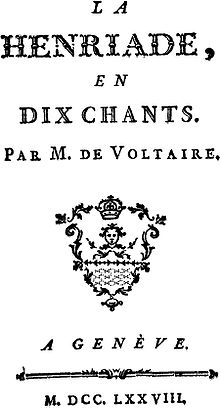 LA
HENRIADE,
EN
DIX CHANTS.
PAR M. DE VOLTAIRE.
A GENÈVE.
M. DCC. LXXVIII.